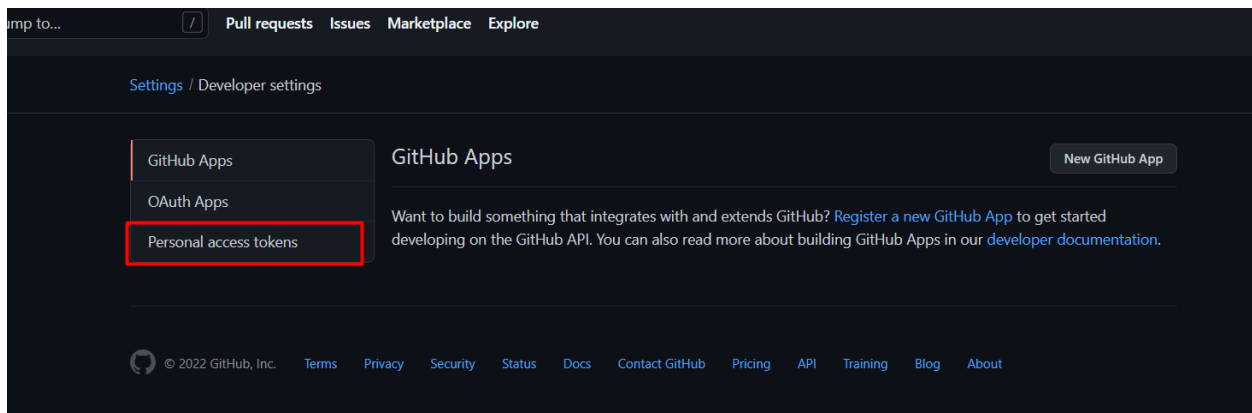 ump to...
/
Pull requests Issues Marketplace Explore
Settings / Developer settings
GitHub Apps
OAuth Apps
Personal access tokens
GitHub Apps
New GitHub App
Want to build something that integrates with and extends GitHub? Register a new GitHub App to get started
developing on the GitHub API. You can also read more about building GitHub Apps in our developer documentation.
© 2022 GitHub, Inc. Terms Privacy Security Status Docs Contact GitHub Pricing API Training Blog About